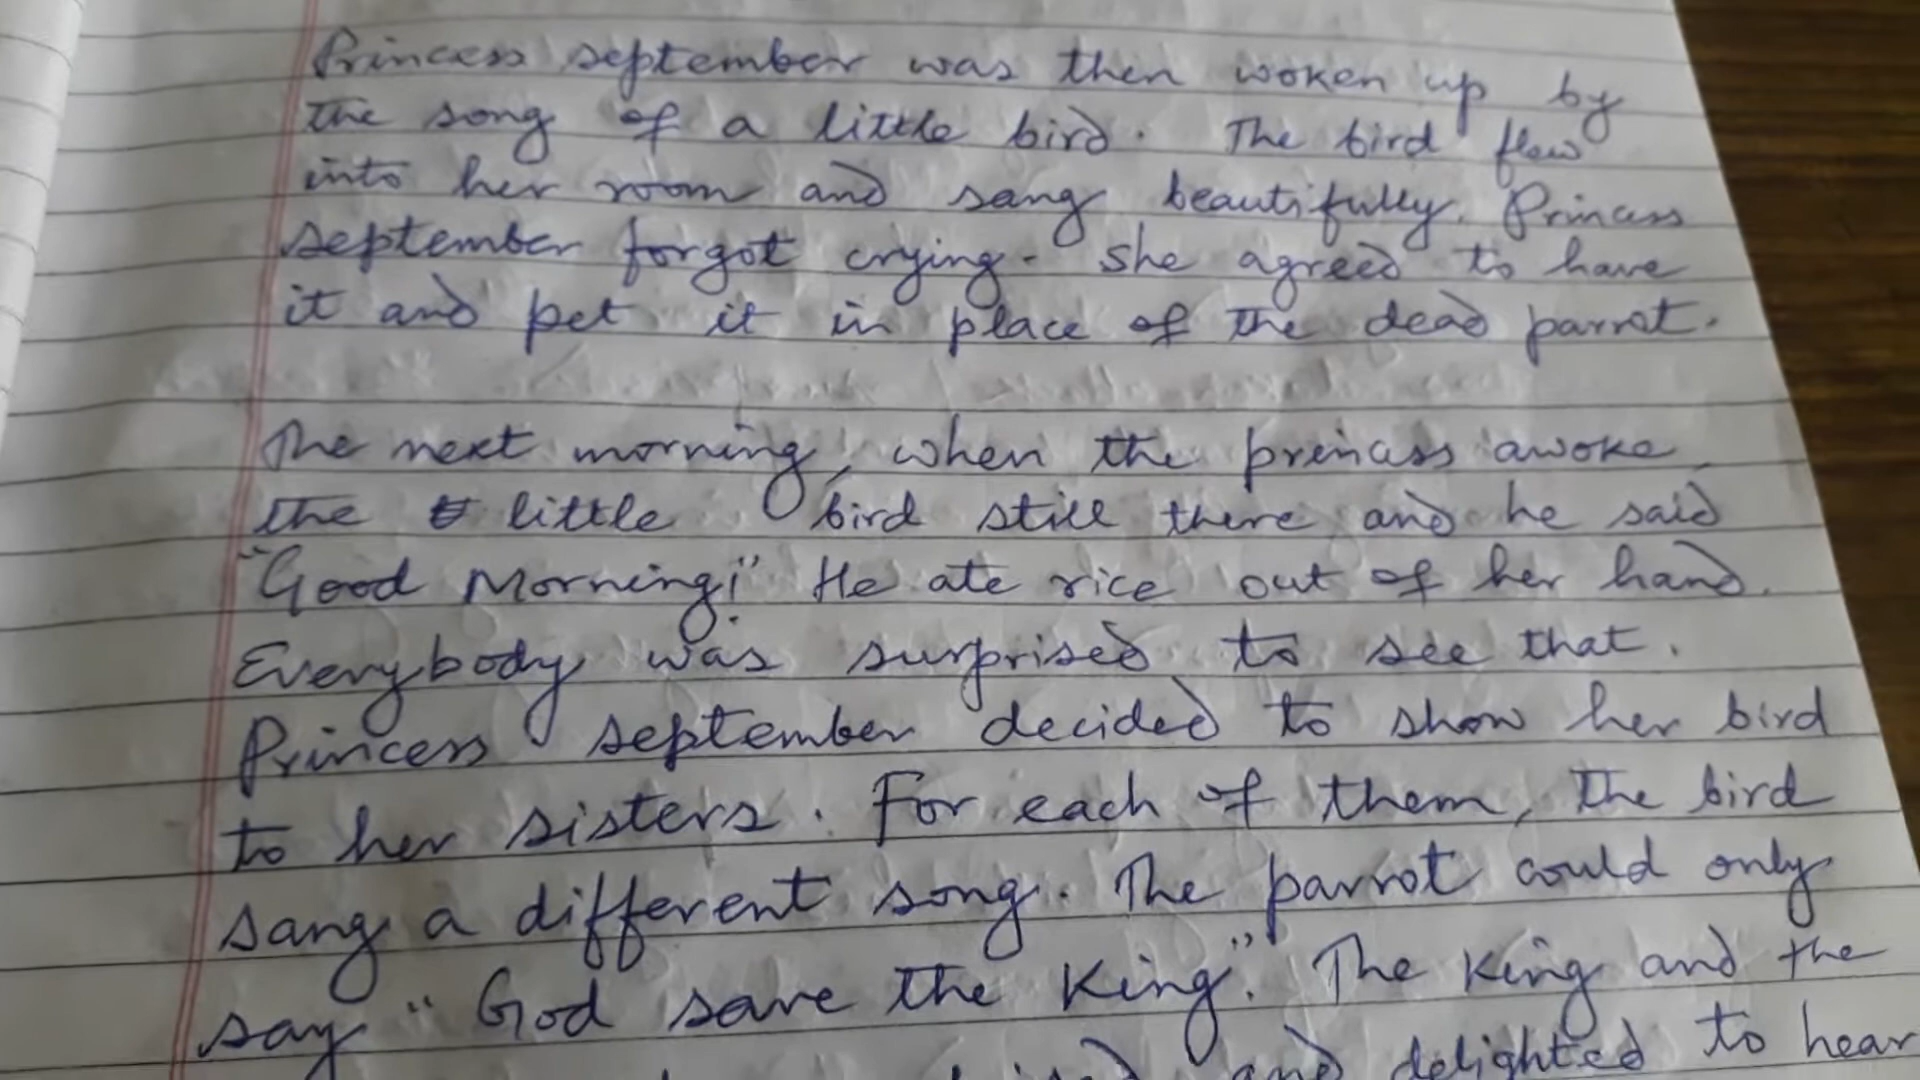 Princess september was then woken up by
the song of a little bird. The bird flew
into her room and sang beautifully. Princess
september forgot crying. she agreed to have
it and pet it in place of the dead parrot.
The next morning, when the princess awoke
the little bird still there and he said
"Good Morning!" He ate rice out of her hand.
Everybody was surprised to see that.
Princess september decided to show her bird
to her sisters. For each of them, the bird
sang a different song. The parrot could only
say "God save the King". The King and the
and delighted to hear